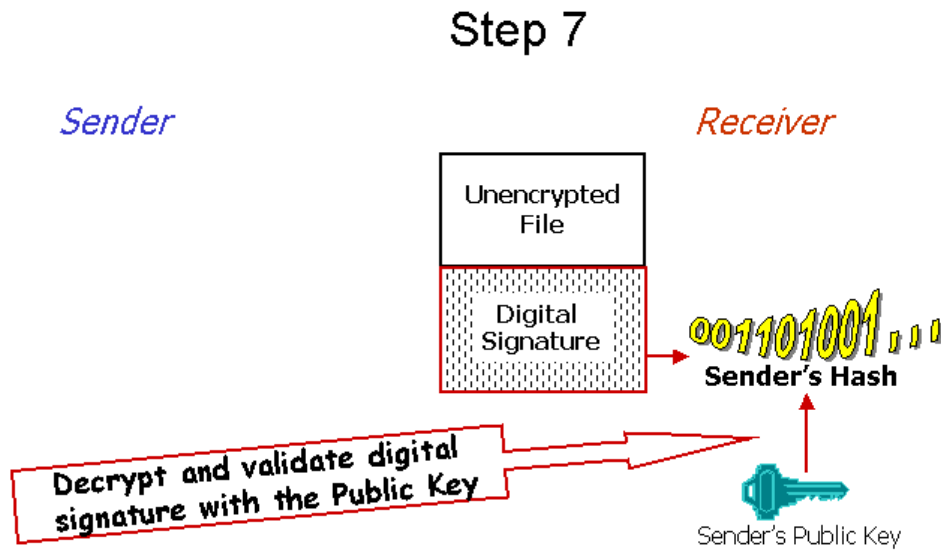 Step 7
Sender
Receiver
Unencrypted
File
Digital
Signature
001101001,,,
Sender's Hash
Decrypt and validate digital
signature with the Public Key
Sender's Public Key